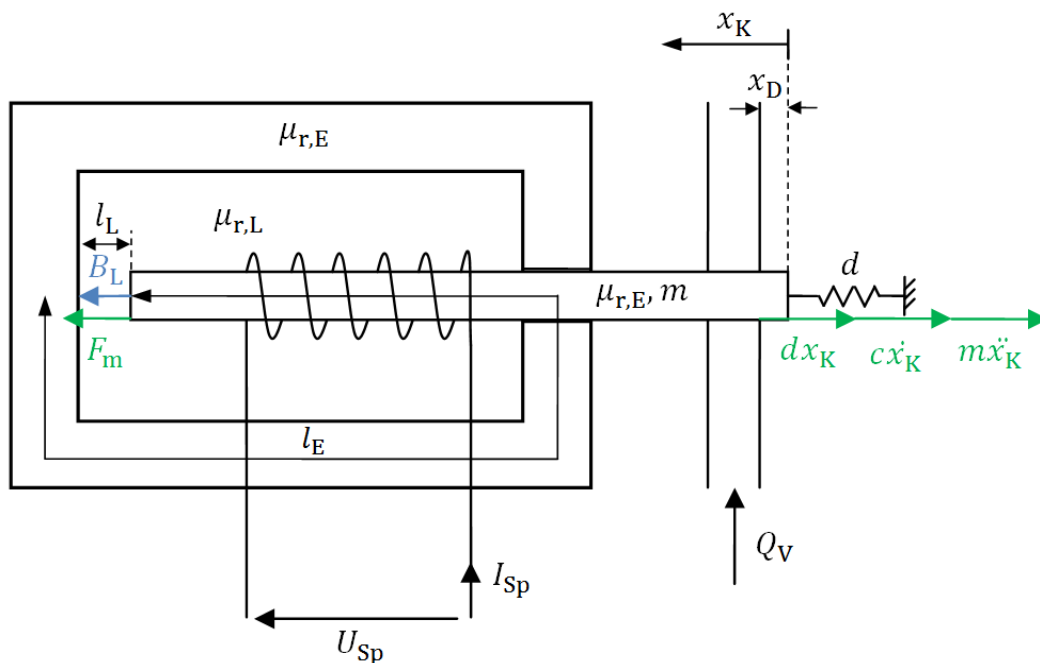 x_K
x_D
μ_r,E
l_L
μ_r,L
B_L
μ_r,E, m
d
F_m
dx_K
cẋ_K
mẍ_K
l_E
I_Sp
Q_V
U_Sp